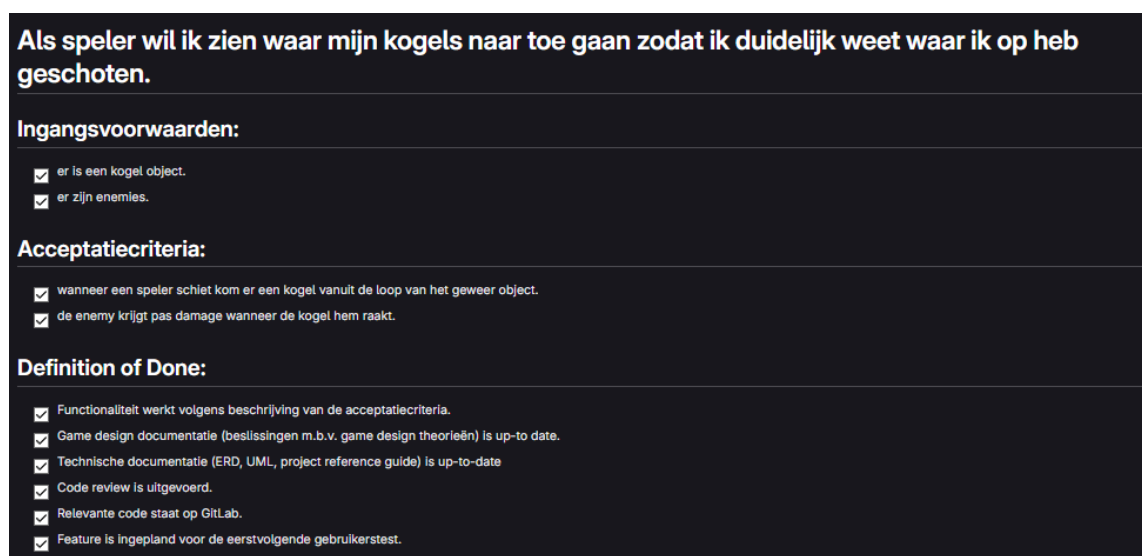 Als speler wil ik zien waar mijn kogels naar toe gaan zodat ik duidelijk weet waar ik op heb
geschoten.
Ingangsvoorwaarden:
er is een kogel object.
er zijn enemies.
Acceptatiecriteria:
wanneer een speler schiet kom er een kogel vanuit de loop van het geweer object.
de enemy krijgt pas damage wanneer de kogel hem raakt.
Definition of Done:
Functionaliteit werkt volgens beschrijving van de acceptatiecriteria.
Game design documentatie (beslissingen m.b.v. game design theorieën) is up-to date.
Technische documentatie (ERD, UML, project reference guide) is up-to-date
Code review is uitgevoerd.
Relevante code staat op GitLab.
Feature is ingepland voor de eerstvolgende gebruikerstest.